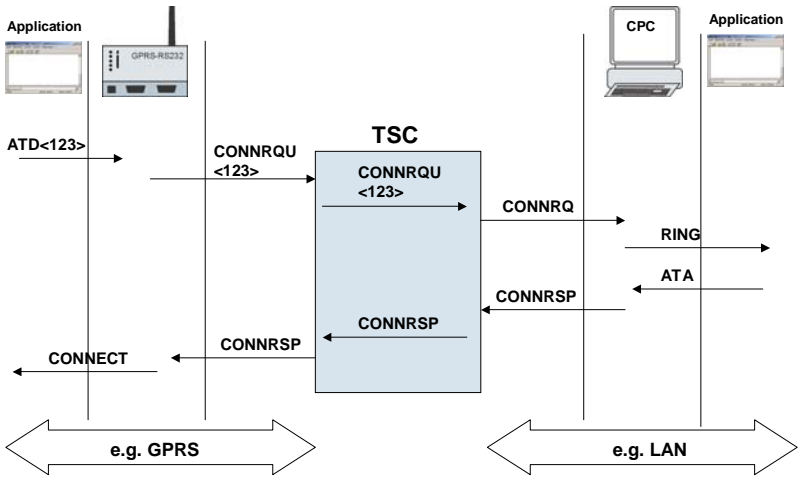 Application
GPRS-RS232
CPC
Application
TSC
ATD<123>
CONNRQU
<123>
CONNRQU
<123>
CONNRQ
RING
ATA
CONNRSP
CONNRSP
CONNRSP
CONNECT
e.g. GPRS
e.g. LAN